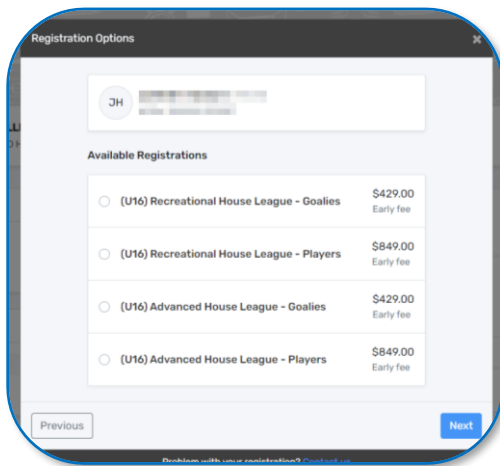 Registration Options
JH
Available Registrations
(U16) Recreational House League - Goalies
$429.00
Early fee
(U16) Recreational House League - Players
$849.00
Early fee
(U16) Advanced House League - Goalies
$429.00
Early fee
(U16) Advanced House League - Players
$849.00
Early fee
Previous
Next
Problem with your registration? Contact us